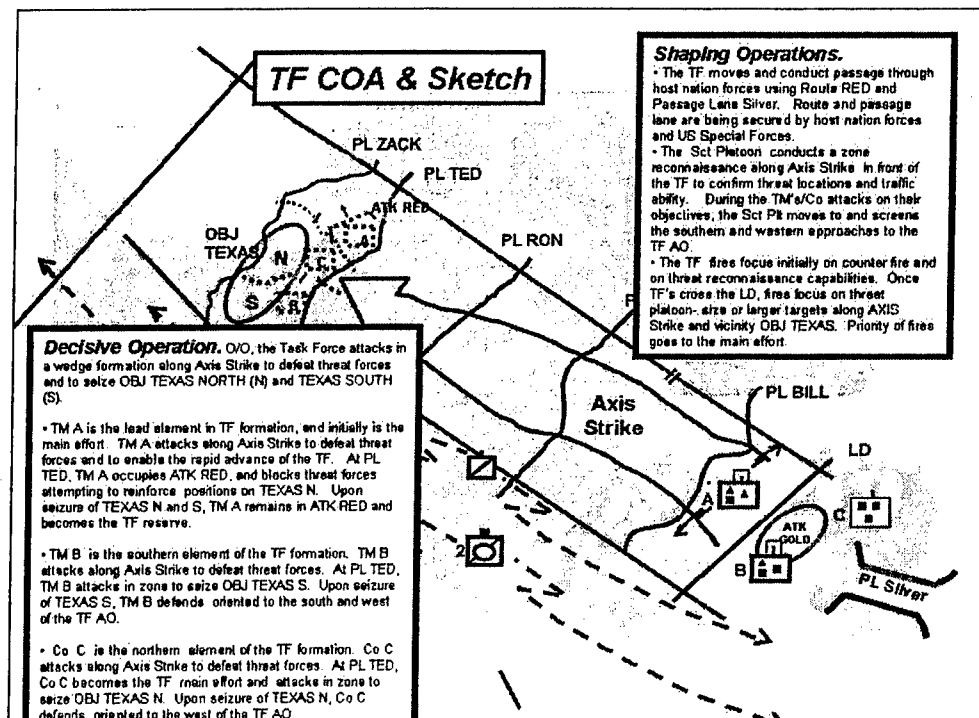 TF COA & Sketch
Shaping Operations.
• The TF moves and conduct passage through
host nation forces using Route RED and
Passage Lane Silver. Route and passage
lane are being secured by host nation forces
and US Special Forces.
• The Sct Platoon conducts a zone
reconnaissance along Axis Strike in front of
the TF to confirm threat locations and traffic
ability. During the TM's/Co attacks on their
objectives, the Sct Plt moves to and screens
the southern and western approaches to the
TF AO.
• The TF fires focus initially on counter fire and
on threat reconnaissance capabilities. Once
TF's cross the LD, fires focus on threat
platoon-size or larger targets along AXIS
Strike and vicinity OBJ TEXAS. Priority of fires
goes to the main effort.
PL ZACK
PL TED
ATK RED
A
OBJ
TEXAS
N
S
PL RON
P
PL BILL
LD
Axis
Strike
A
C
ATK
GOLD
B
PL Silver
2
Decisive Operation. O/O, the Task Force attacks in
a wedge formation along Axis Strike to defeat threat forces
and to seize OBJ TEXAS NORTH (N) and TEXAS SOUTH
(S).
• TM A is the lead element in TF formation, and initially is the
main effort. TM A attacks along Axis Strike to defeat threat
forces and to enable the rapid advance of the TF. At PL
TED, TM A occupies ATK RED, and blocks threat forces
attempting to reinforce positions on TEXAS N. Upon
seizure of TEXAS N and S, TM A remains in ATK RED and
becomes the TF reserve.
• TM B is the southern element of the TF formation. TM B
attacks along Axis Strike to defeat threat forces. At PL TED,
TM B attacks in zone to seize OBJ TEXAS S. Upon seizure
of TEXAS S, TM B defends oriented to the south and west
of the TF AO.
• Co C is the northern element of the TF formation. Co C
attacks along Axis Strike to defeat threat forces. At PL TED,
Co C becomes the TF main effort and attacks in zone to
seize OBJ TEXAS N. Upon seizure of TEXAS N, Co C
defends oriented to the west of the TF AO